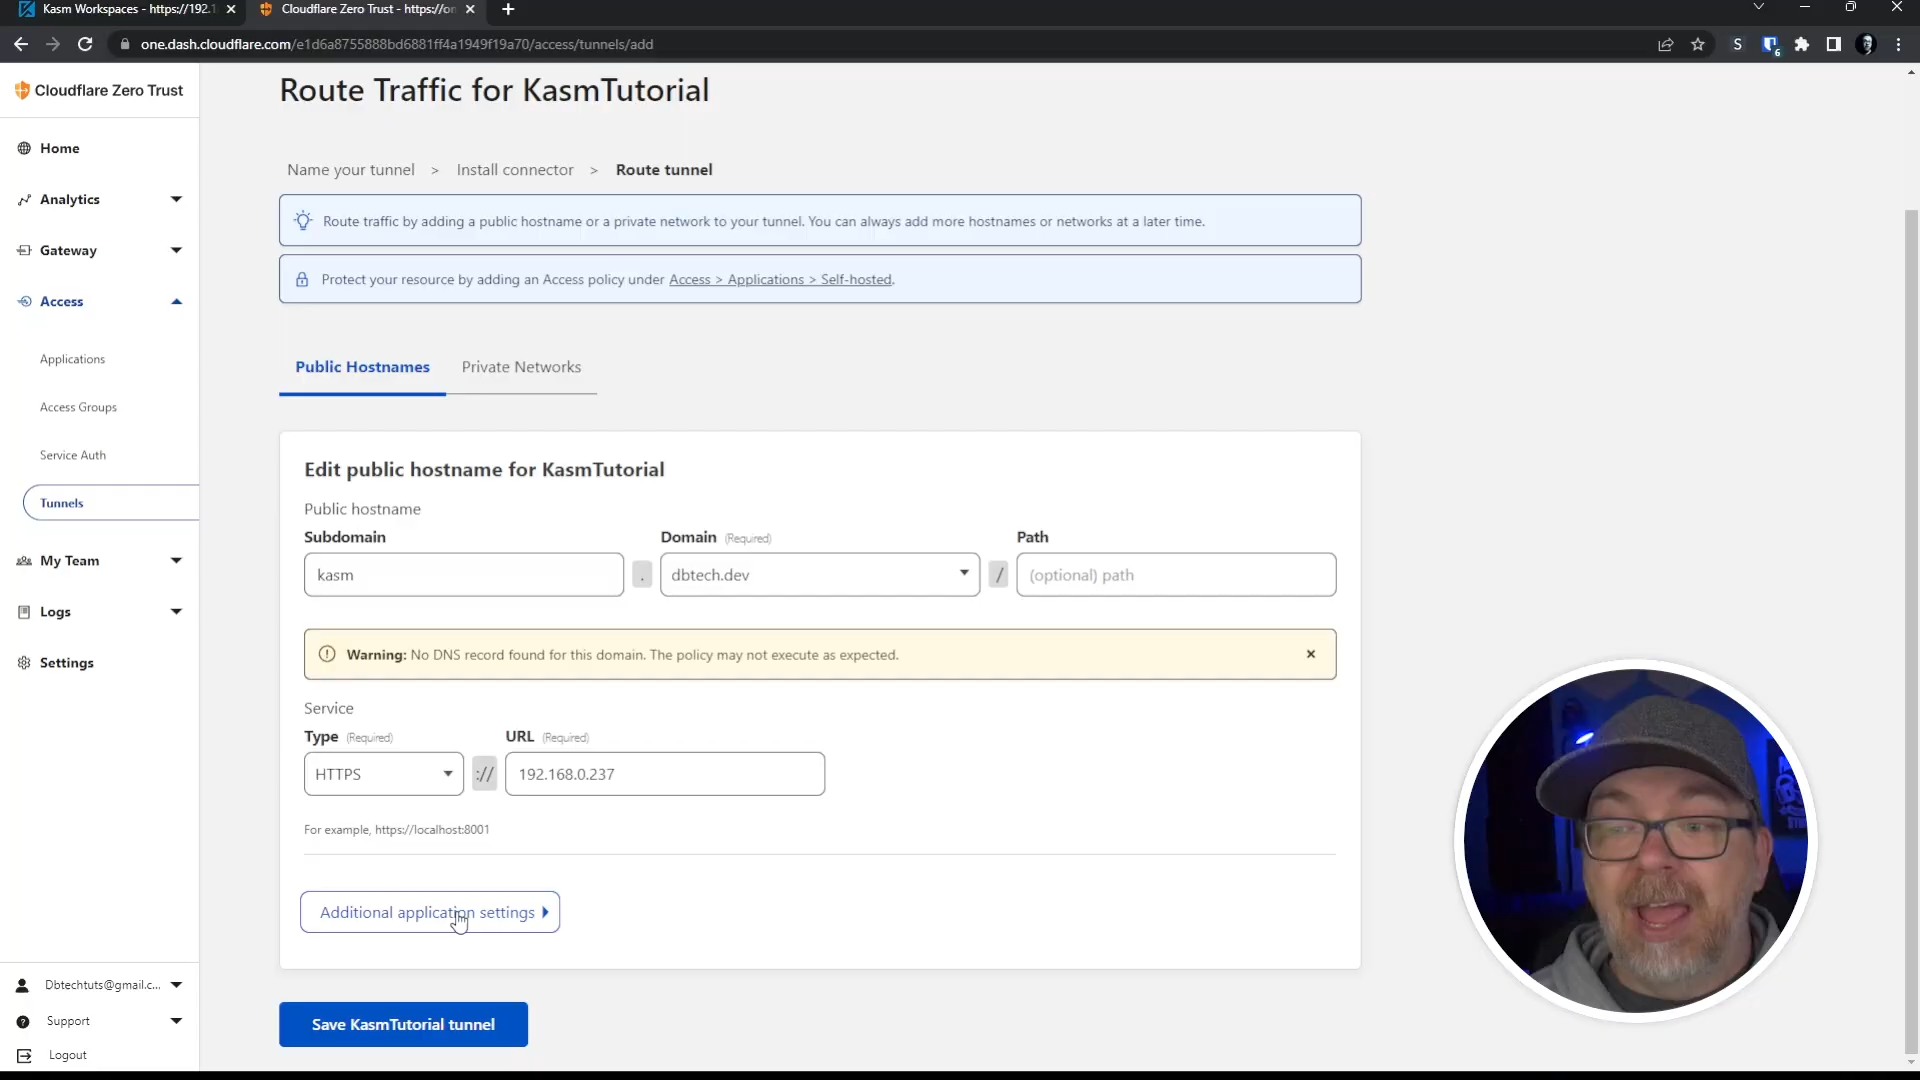 Kasm Workspaces - https://192.1
Cloudflare Zero Trust - https://on
one.dash.cloudflare.com/e1d6a8755888bd6881ff4a1949f19a70/access/tunnels/add
S
6
Cloudflare Zero Trust
Home
Analytics
Gateway
Access
Applications
Access Groups
Service Auth
Tunnels
My Team
Logs
Settings
Dbtechtuts@gmail.c...
Support
Logout
Route Traffic for KasmTutorial
Name your tunnel > Install connector > Route tunnel
Route traffic by adding a public hostname or a private network to your tunnel. You can always add more hostnames or networks at a later time.
Protect your resource by adding an Access policy under Access > Applications > Self-hosted.
Public Hostnames Private Networks
Edit public hostname for KasmTutorial
Public hostname
Subdomain Domain (Required) Path
kasm . dbtech.dev / (optional) path
Warning: No DNS record found for this domain. The policy may not execute as expected.
Service
Type (Required) URL (Required)
HTTPS :// 192.168.0.237
For example, https://localhost:8001
Additional application settings
Save KasmTutorial tunnel